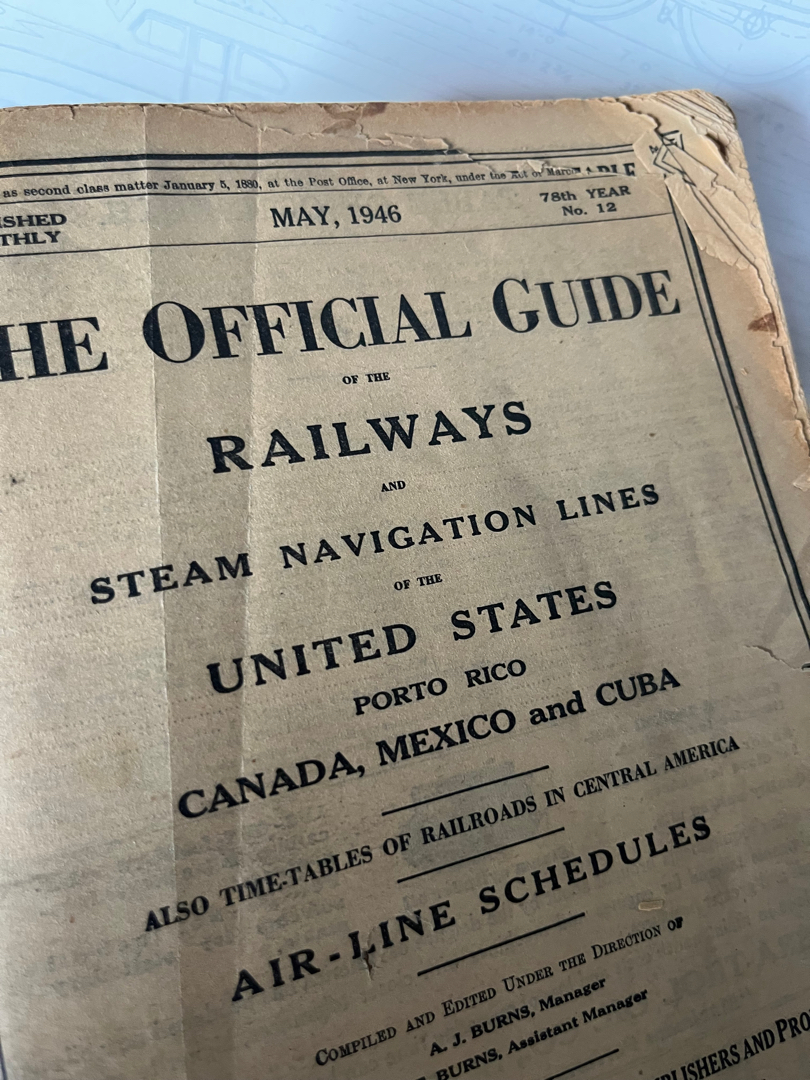 as second class matter January 5, 1880, at the Post Office, at New York, under the Act of March
ISHED
THLY
MAY, 1946
78th YEAR
No. 12
HE OFFICIAL GUIDE
OF THE
RAILWAYS
AND
STEAM NAVIGATION LINES
OF THE
UNITED STATES
PORTO RICO
CANADA, MEXICO and CUBA
ALSO TIME-TABLES OF RAILROADS IN CENTRAL AMERICA
AIR-LINE SCHEDULES
COMPILED AND EDITED UNDER THE DIRECTION OF
A. J. BURNS, Manager
BURNS, Assistant Manager
BLISHERS AND PRO